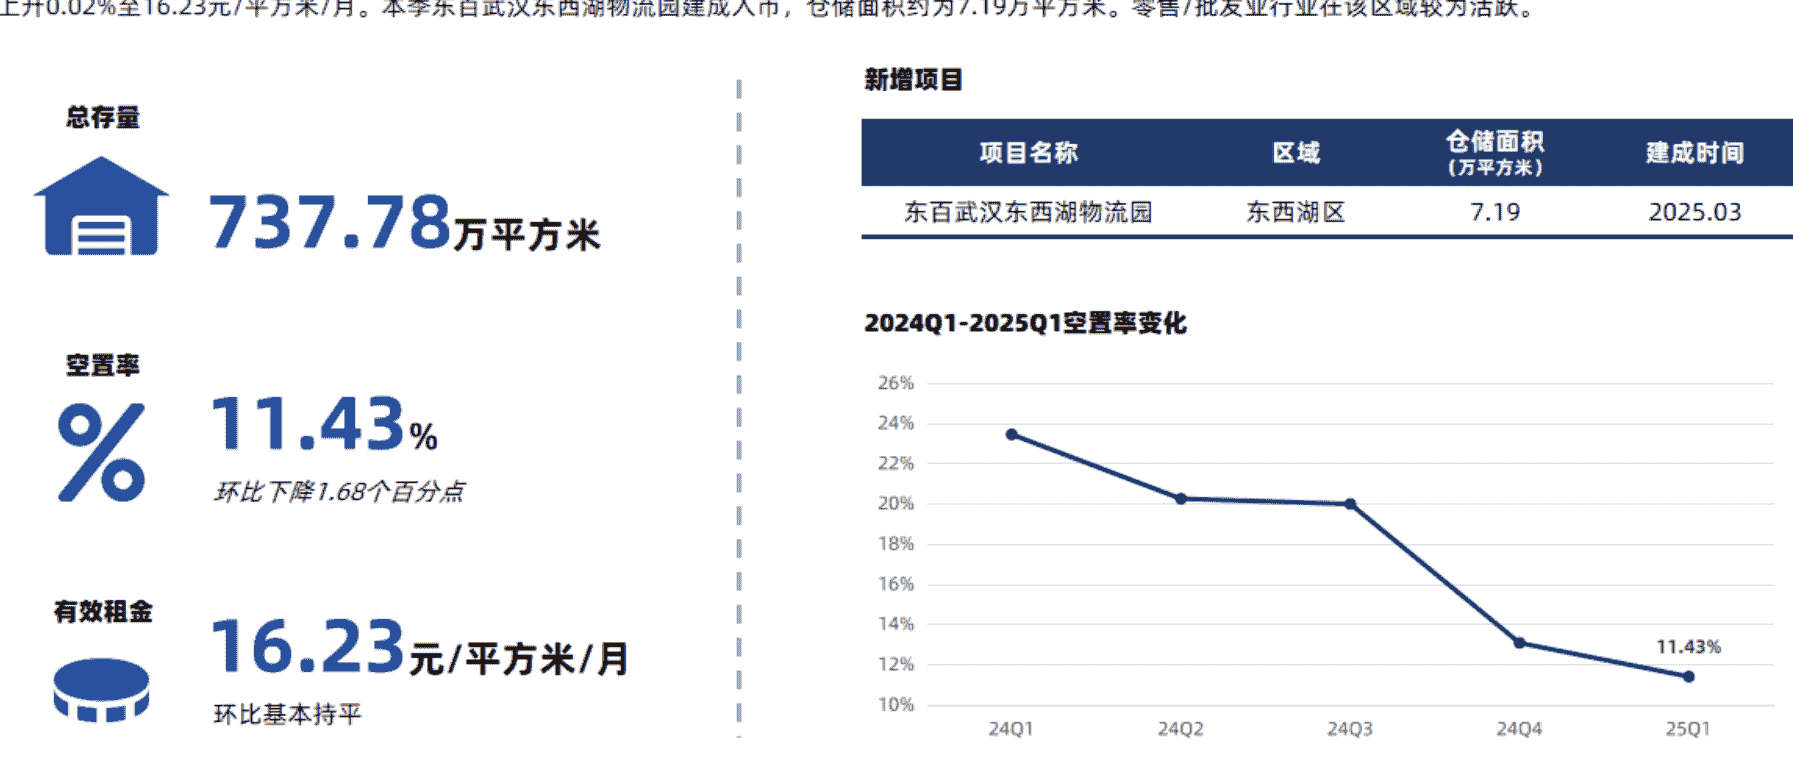 上升0.02%至16.23元/平方米/月。本季东百武汉东西湖物流园建成入市，仓储面积约为7.19万平方米。零售/批发业行业在该区域较为活跃。
总存量
737.78万平方米
空置率
11.43%
环比下降1.68个百分点
有效租金
16.23元/平方米/月
环比基本持平
新增项目
项目名称 区域 仓储面积 建成时间
(万平方米)
东百武汉东西湖物流园 东西湖区 7.19 2025.03
2024Q1-2025Q1空置率变化
26%
24%
22%
20%
18%
16%
14%
11.43%
12%
10%
24Q1 24Q2 24Q3 24Q4 25Q1